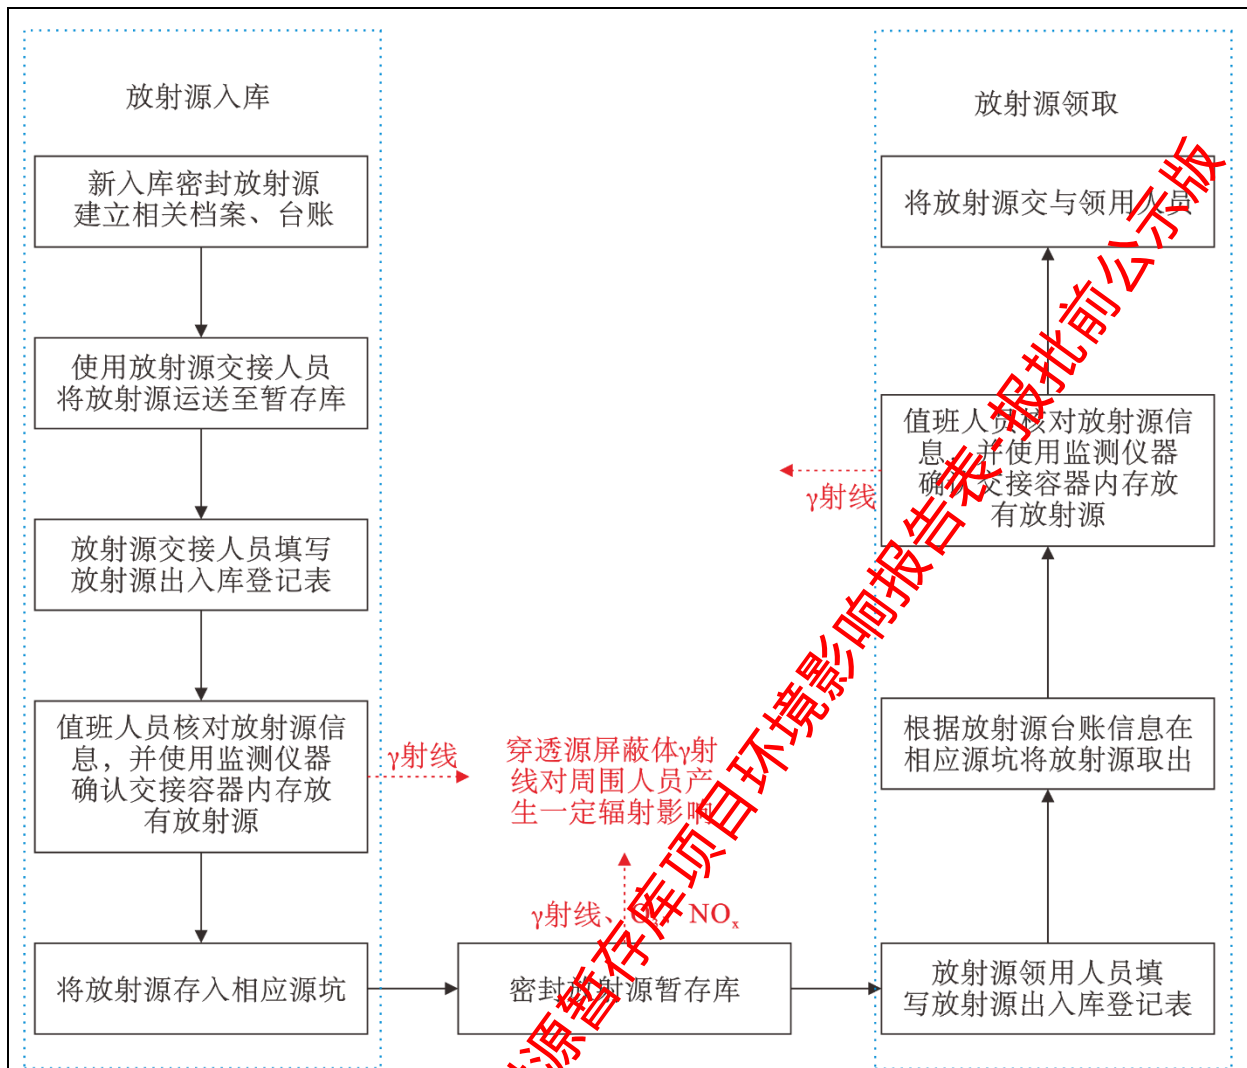 放射源入库
新入库密封放射源
建立相关档案、台账
使用放射源交接人员
将放射源运送至暂存库
放射源交接人员填写
放射源出入库登记表
值班人员核对放射源信
息，并使用监测仪器
确认交接容器内存放
有放射源
γ射线
将放射源存入相应源坑
穿透源屏蔽体γ射
线对周围人员产
生一定辐射影响
γ射线、O、NOx
密封放射源暂存库
放射源领取
将放射源交与领用人员
值班人员核对放射源信
息，并使用监测仪器
确认交接容器内存放
有放射源
γ射线
根据放射源台账信息在
相应源坑将放射源取出
放射源领用人员填
写放射源出入库登记表
源暂存库项目环境影响报告表-报批前公示版